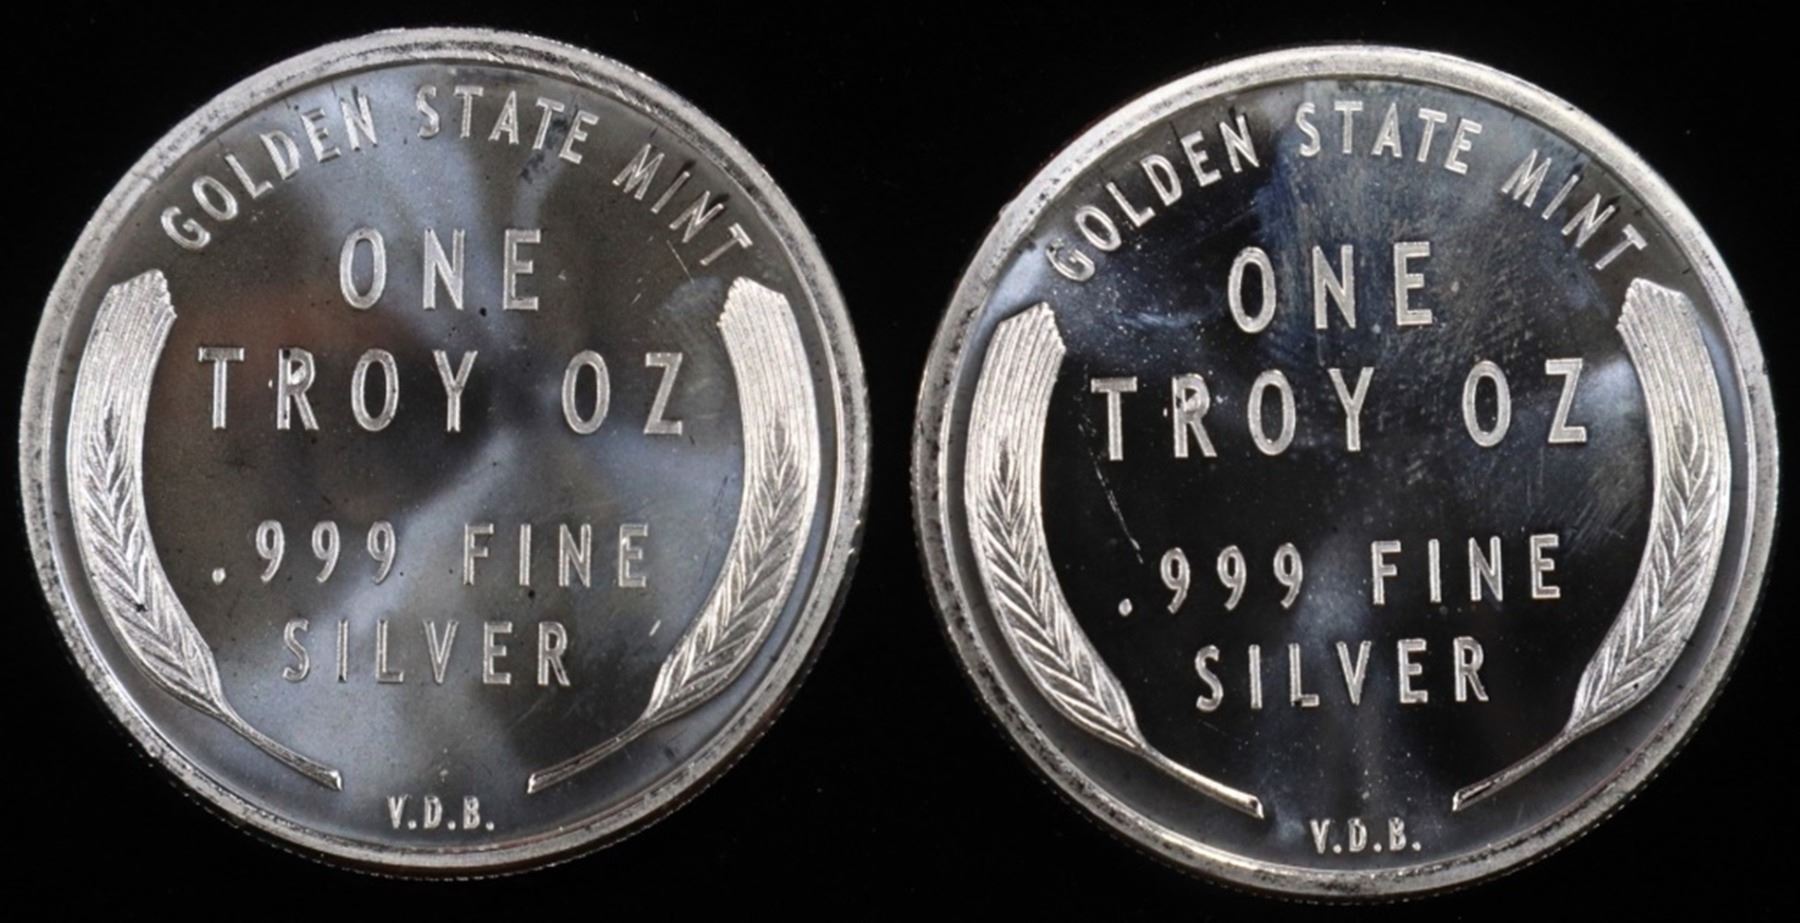 GOLDEN STATE MINT
ONE
TROY OZ
.999 FINE
SILVER
V.D.B.
GOLDEN STATE MINT
ONE
TROY OZ
.999 FINE
SILVER
V.D.B.